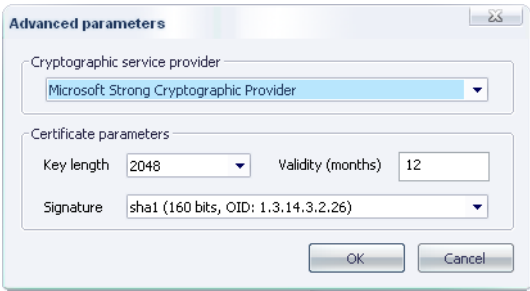 Advanced parameters
Cryptographic service provider
Microsoft Strong Cryptographic Provider
Certificate parameters
Key length 2048 Validity (months) 12
Signature sha1 (160 bits, OID: 1.3.14.3.2.26)
OK Cancel